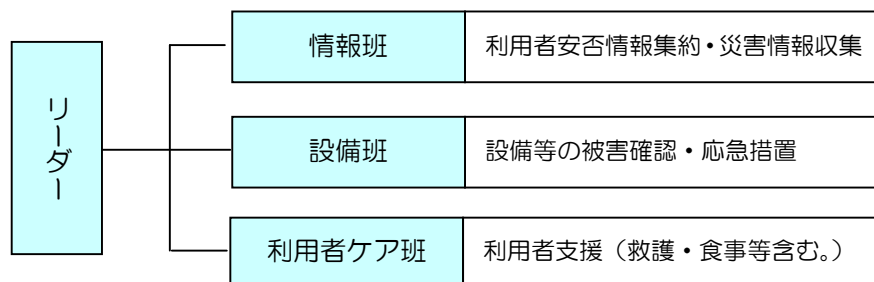 リーダー
情報班
利用者安否情報集約・災害情報収集
設備班
設備等の被害確認・応急措置
利用者ケア班
利用者支援（救護・食事等含む。）